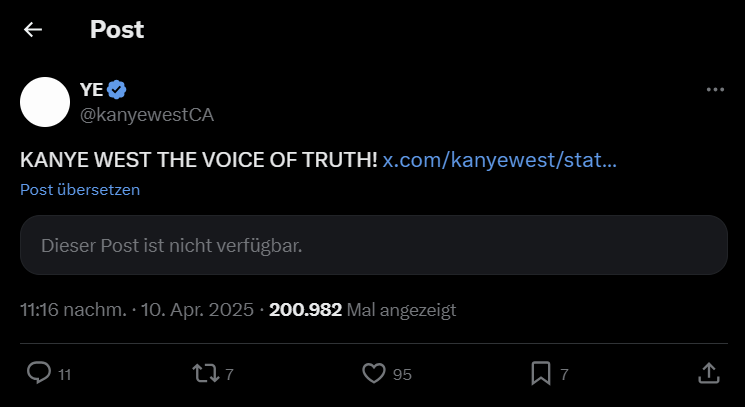 Post
YE
@kanyewestCA
KANYE WEST THE VOICE OF TRUTH! x.com/kanyewest/stat...
Post übersetzen
Dieser Post ist nicht verfügbar.
11:16 nachm. · 10. Apr. 2025 · 200.982 Mal angezeigt
11 7 95 7